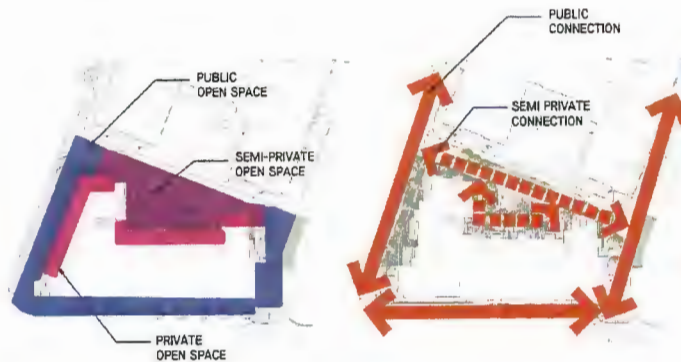 PUBLIC
OPEN SPACE
SEMI-PRIVATE
OPEN SPACE
PRIVATE
OPEN SPACE
PUBLIC
CONNECTION
SEMI PRIVATE
CONNECTION